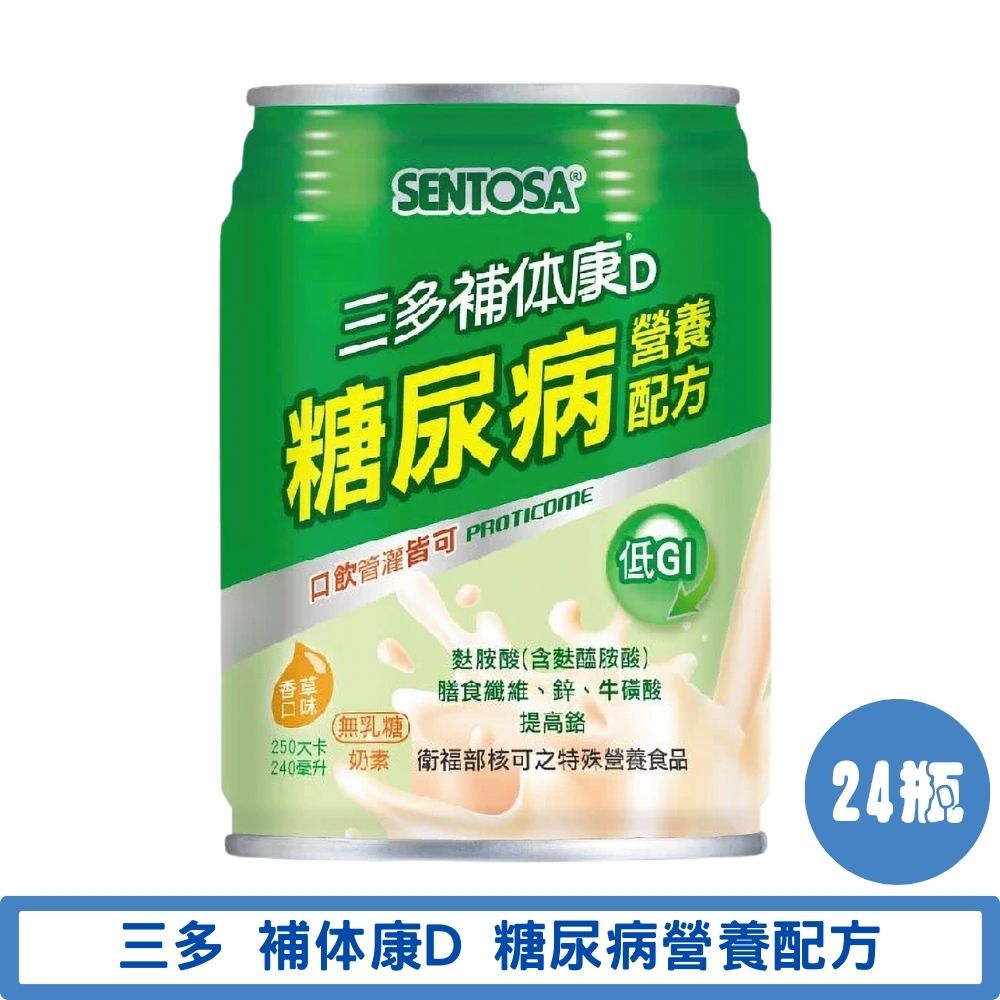 SENTOSA®
三多補体康®D
糖尿病營養配方
口飲管灌皆可 PROTICOME
低GI
麩胺酸(含麩醯胺酸)
膳食纖維、鋅、牛磺酸
提高鉻
衛福部核可之特殊營養食品
香草
口味
無乳糖
奶素
250大卡
240毫升
24瓶
三多 補体康D 糖尿病營養配方